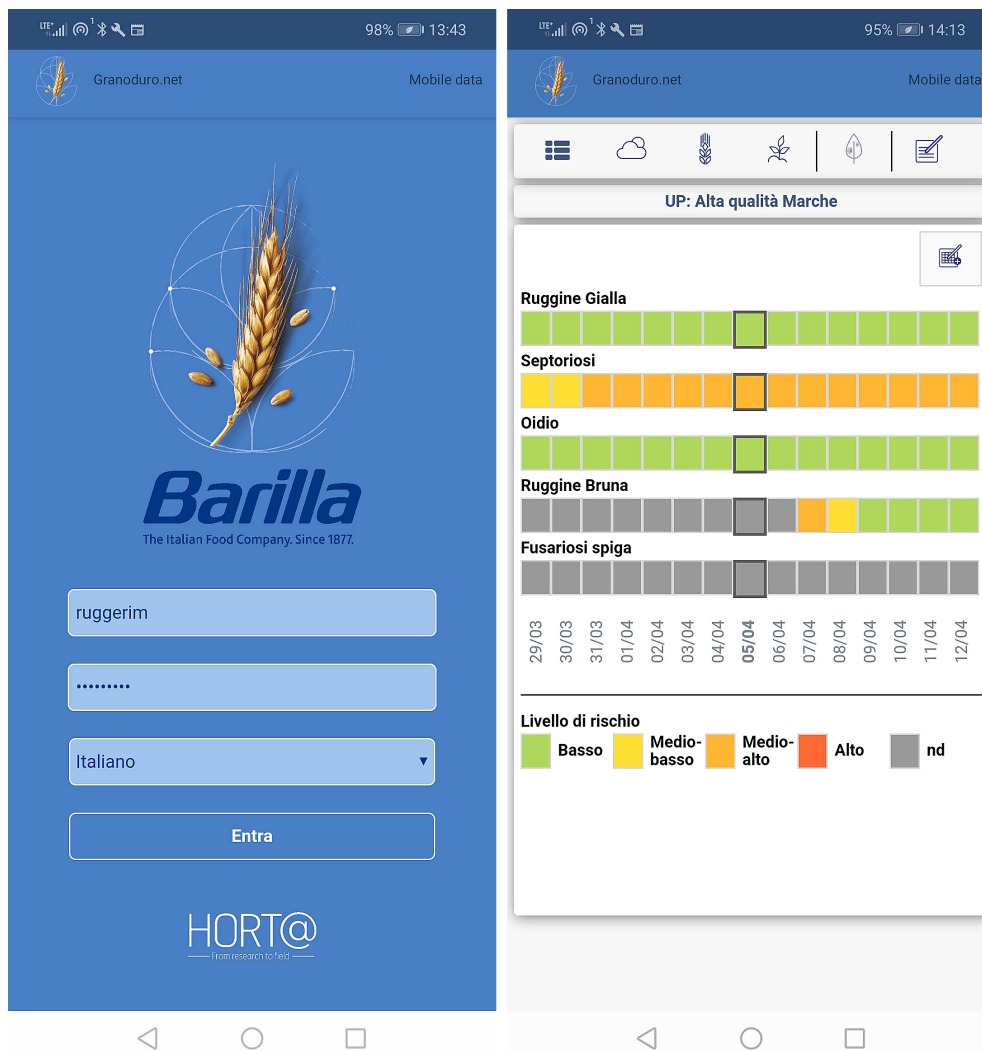 LTE+ 1 98% 13:43
Granoduro.net Mobile data
Barilla
The Italian Food Company. Since 1877.
ruggerim
•••••••••
Italiano
Entra
HORT@
From research to field
LTE+ 1 95% 14:13
Granoduro.net Mobile data
UP: Alta qualità Marche
Ruggine Gialla
Septoriosi
Oidio
Ruggine Bruna
Fusariosi spiga
29/03 30/03 31/03 01/04 02/04 03/04 04/04 05/04 06/04 07/04 08/04 09/04 10/04 11/04 12/04
Livello di rischio
Basso
Medio-
basso
Medio-
alto
Alto
nd